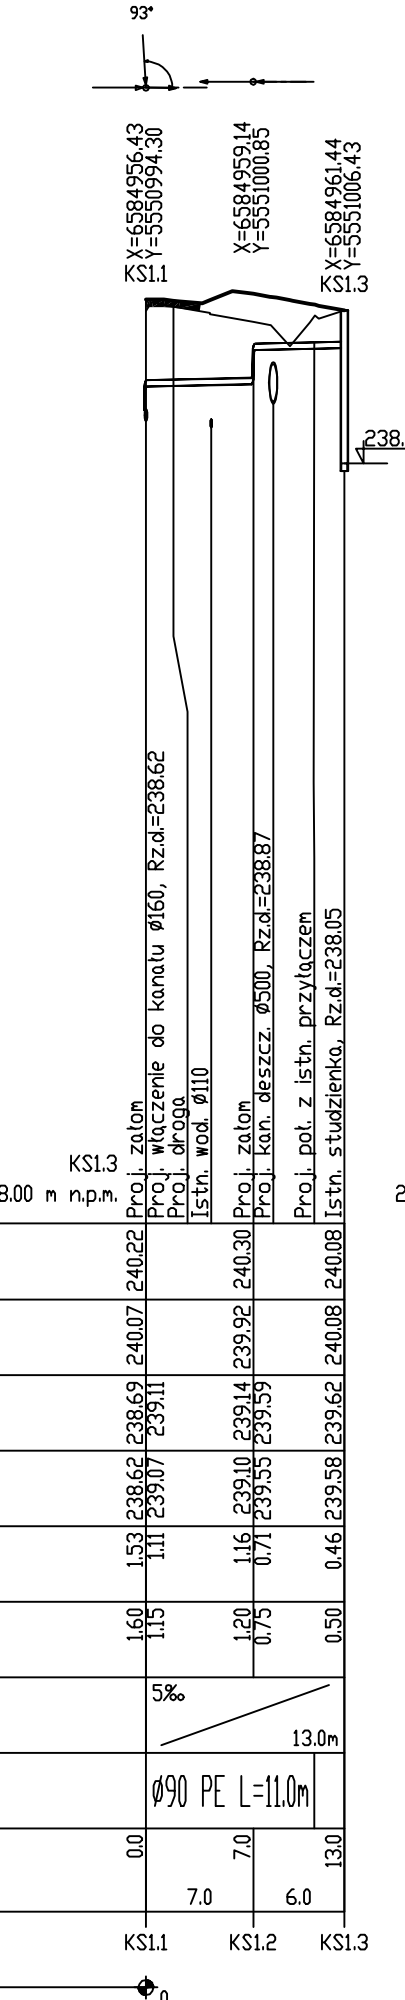 93°
X=6584956.43
Y=5550994.30
KS1.1
X=6584959.14
Y=5551000.85
X=6584961.44
Y=5551006.43
KS1.3
238.
KS1.3
8.00 m n.p.m.
Proj. załom
Proj. włączenie do kanału ø160, Rz.d.=238.62
Proj. droga
Istn. wod. ø110
Proj. załom
Proj. kan. deszcz. ø500, Rz.d.=238.87
Proj. poł. z istn. przyłączem
Istn. studzienka, Rz.d.=238.05
2
240.22 240.30 240.08
240.07 239.92 240.08
238.69 239.11 239.14 239.59 239.62
238.62 239.07 239.10 239.55 239.58
1.53 1.11 1.16 0.71 0.46
1.60 1.15 1.20 0.75 0.50
5‰
13.0m
ø90 PE L=11.0m
0.0 7.0 13.0
7.0 6.0
KS1.1 KS1.2 KS1.3
0